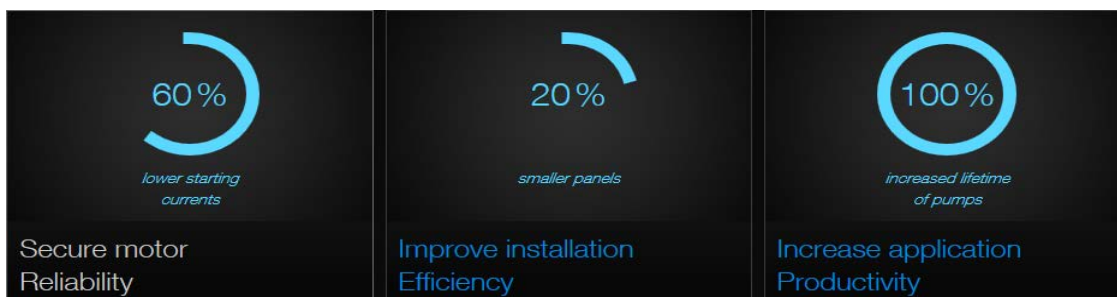 60 %
lower starting
currents
Secure motor
Reliability
20 %
smaller panels
Improve installation
Efficiency
100 %
increased lifetime
of pumps
Increase application
Productivity